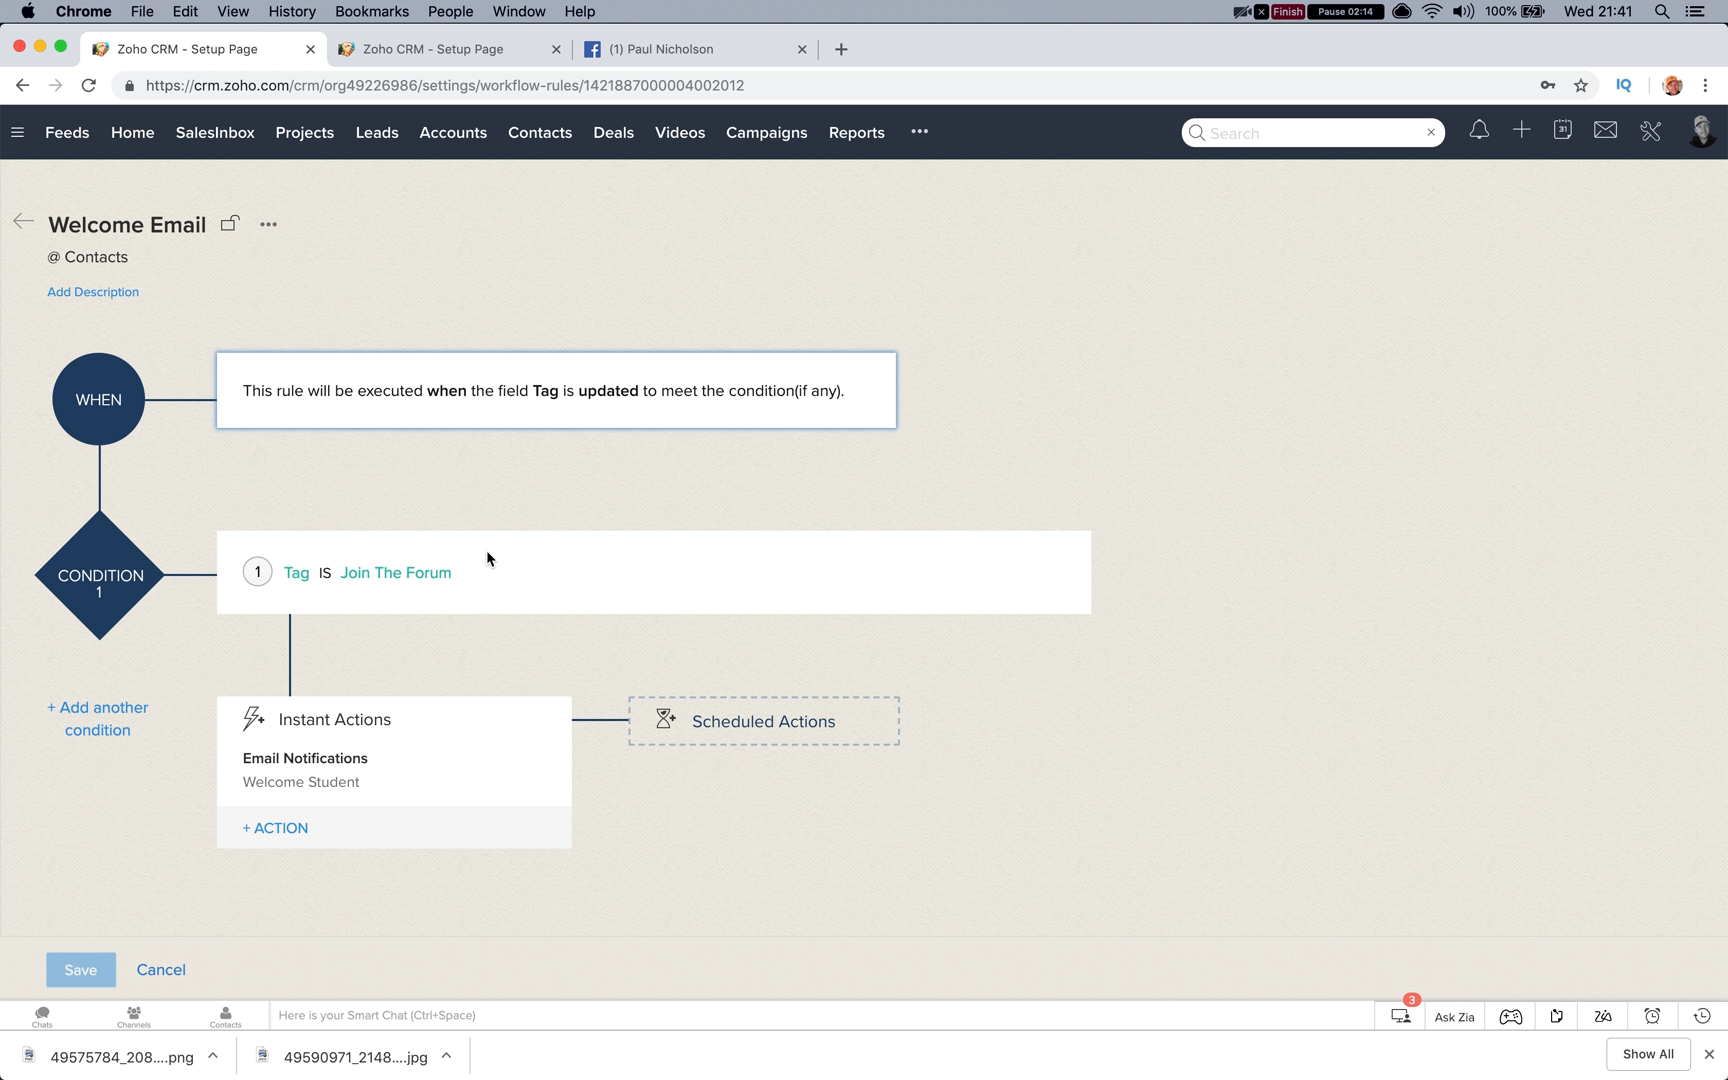 Chrome File Edit View History Bookmarks People Window Help Finish Pause 02:14 100% Wed 21:41
Zoho CRM - Setup Page Zoho CRM - Setup Page (1) Paul Nicholson
https://crm.zoho.com/crm/org49226986/settings/workflow-rules/1421887000004002012 IQ
Feeds Home SalesInbox Projects Leads Accounts Contacts Deals Videos Campaigns Reports ••• Search 31
Welcome Email •••
@ Contacts
Add Description
WHEN
This rule will be executed when the field Tag is updated to meet the condition(if any).
CONDITION
1
1 Tag IS Join The Forum
+ Add another
condition
Instant Actions
Scheduled Actions
Email Notifications
Welcome Student
+ ACTION
Save Cancel
Chats Channels Contacts Here is your Smart Chat (Ctrl+Space) 3 Ask Zia
49575784_208....png 49590971_2148....jpg Show All